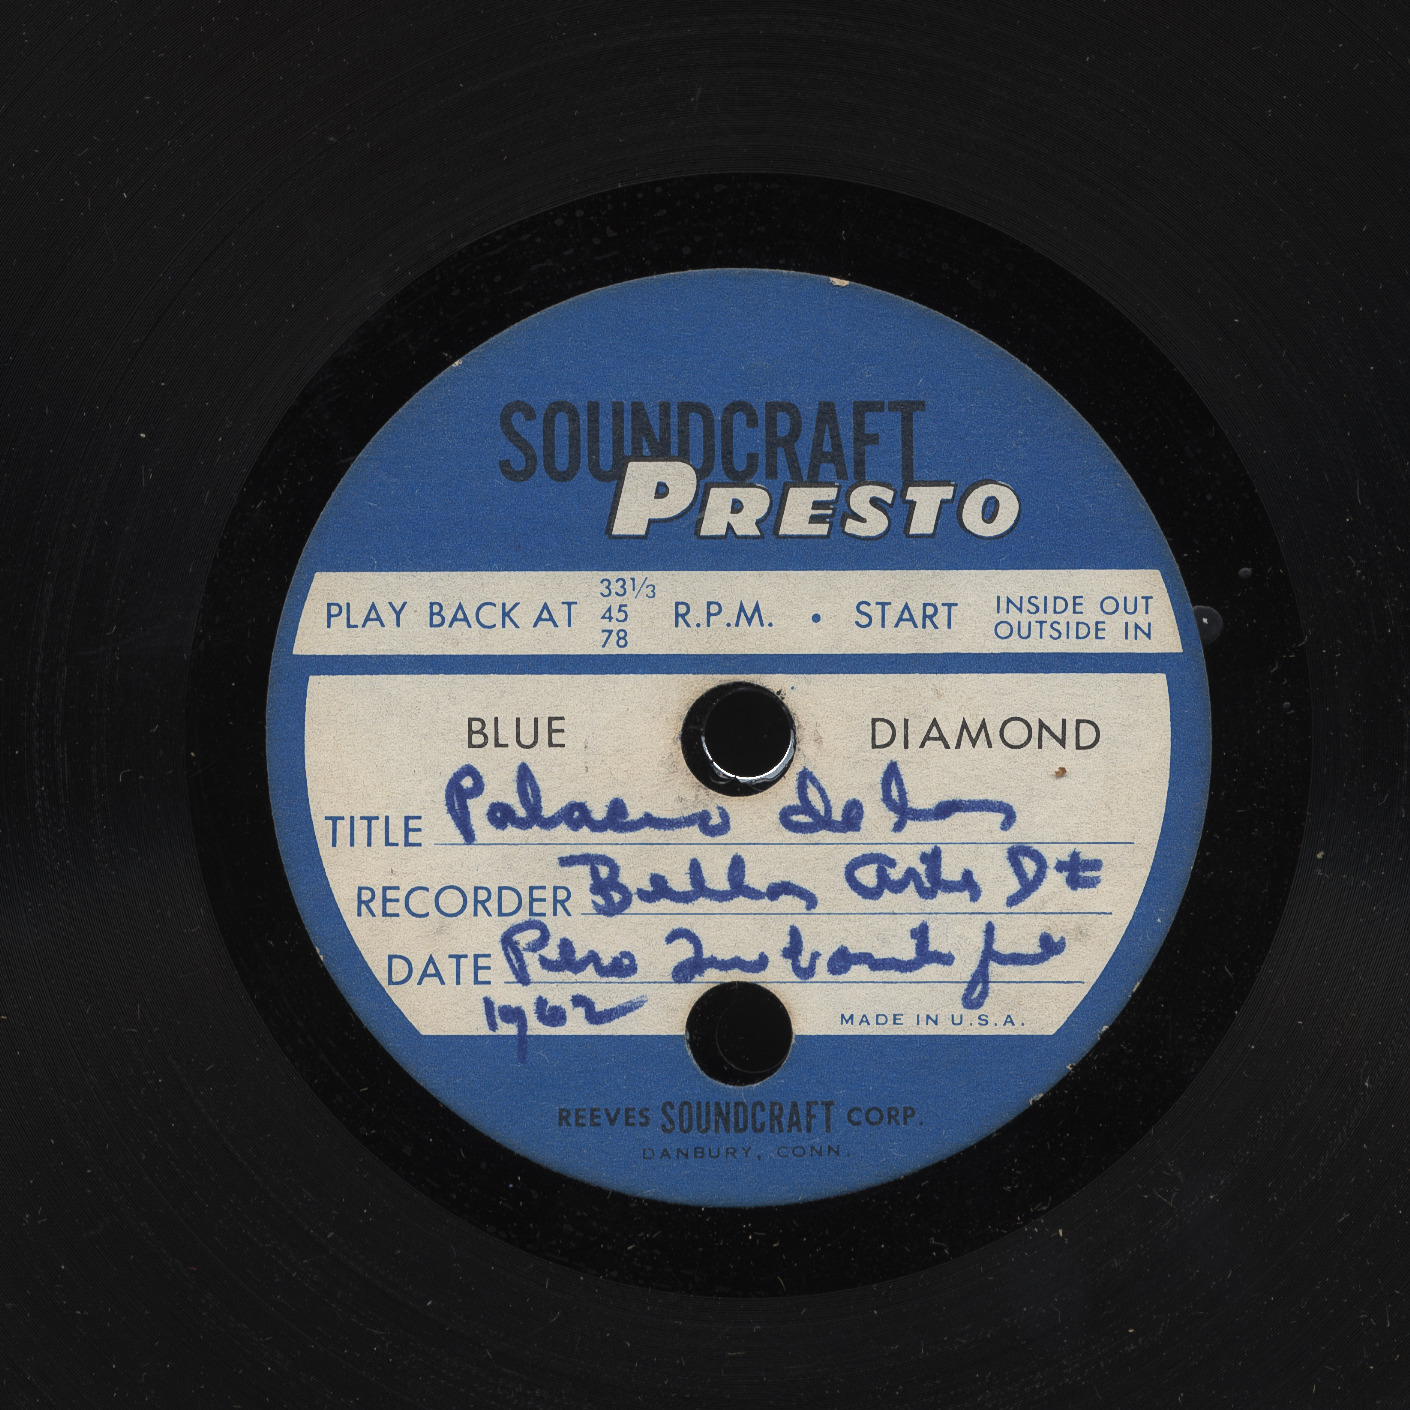 SOUNDCRAFT
PRESTO
PLAY BACK AT 33⅓ 45 78 R.P.M. • START INSIDE OUT OUTSIDE IN
BLUE DIAMOND
TITLE Palacio de las
RECORDER Bellas Artes
DATE
1962
MADE IN U.S.A.
REEVES SOUNDCRAFT CORP.
DANBURY, CONN.